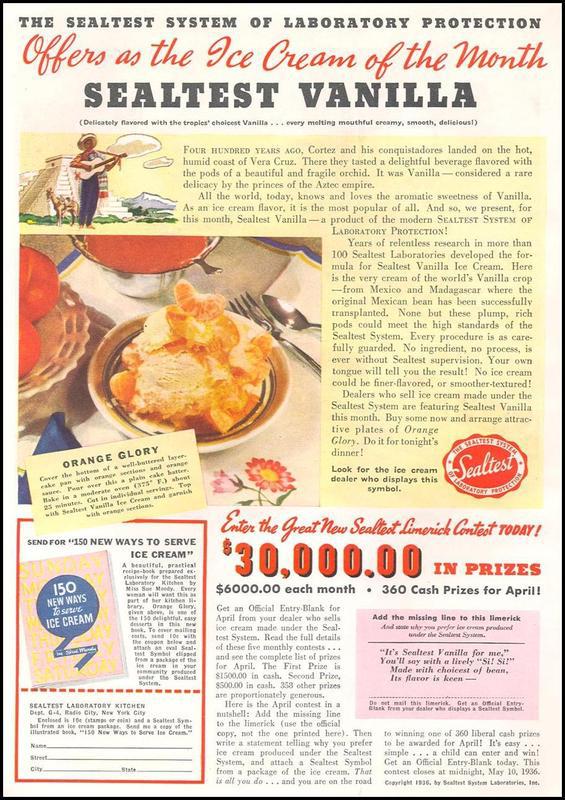 THE SEALTEST SYSTEM OF LABORATORY PROTECTION
Offers as the Ice Cream of the Month
SEALTEST VANILLA
(Delicately flavored with the tropics' choicest Vanilla . . . every melting mouthful creamy, smooth, delicious!)
FOUR HUNDRED YEARS AGO, Cortez and his conquistadores landed on the hot,
humid coast of Vera Cruz. There they tasted a delightful beverage flavored with
the pods of a beautiful and fragile orchid. It was Vanilla — considered a rare
delicacy by the princes of the Aztec empire.
All the world, today, knows and loves the aromatic sweetness of Vanilla.
As an ice cream flavor, it is the most popular of all. And so, we present, for
this month, Sealtest Vanilla — a product of the modern SEALTEST SYSTEM OF
LABORATORY PROTECTION!
Years of relentless research in more than
100 Sealtest Laboratories developed the for-
mula for Sealtest Vanilla Ice Cream. Here
is the very cream of the world's Vanilla crop
—from Mexico and Madagascar where the
original Mexican bean has been successfully
transplanted. None but these plump, rich
pods could meet the high standards of the
Sealtest System. Every procedure is as care-
fully guarded. No ingredient, no process, is
ever without Sealtest supervision. Your own
tongue will tell you the result! No ice cream
could be finer-flavored, or smoother-textured!
Dealers who sell ice cream made under the
Sealtest System are featuring Sealtest Vanilla
this month. Buy some now and arrange attrac-
tive plates of Orange
Glory. Do it for tonight's
dinner!
Look for the ice cream
dealer who displays this
symbol.
THE SEALTEST SYSTEM
Sealtest
OF LABORATORY PROTECTION
ORANGE GLORY
Cover the bottom of a well-buttered layer-
cake pan with orange sections and orange
sauce. Pour over this a plain cake batter.
Bake in a moderate oven (375° F.) about
25 minutes. Cut in individual servings. Top
with Sealtest Vanilla Ice Cream and garnish
with orange sections.
SEND FOR "150 NEW WAYS TO SERVE
ICE CREAM"
A beautiful, practical
recipe-book prepared ex-
clusively for the Sealtest
Laboratory Kitchen by
Miss Sue Mosby. Every
woman will want this as
part of her kitchen li-
brary. Orange Glory,
given above, is one of
the 150 delightful, easy
desserts in this new
book. To cover mailing
costs, send 10c with
the coupon below and
attach an oval Seal-
test Symbol clipped
from a package of the
ice cream in your
community produced
under the Sealtest
System.
SUNDAY
150
NEW WAYS
to serve
ICE CREAM
SATURDAY
SEALTEST LABORATORY KITCHEN
Dept. G-4, Radio City, New York City
Enclosed is 10c (stamps or coin) and a Sealtest Sym-
bol from an ice cream package. Send me a copy of the
illustrated book, "150 New Ways to Serve Ice Cream."
Name
Street
City State
Enter the Great New Sealtest Limerick Contest TODAY!
$30,000.00 IN PRIZES
$6000.00 each month • 360 Cash Prizes for April!
Get an Official Entry-Blank for
April from your dealer who sells
ice cream made under the Seal-
test System. Read the full details
of these five monthly contests . . .
and see the complete list of prizes
for April. The First Prize is
$1500.00 in cash. Second Prize,
$500.00 in cash. 358 other prizes
as proportionately generous.
Here is the April contest in a
nutshell: Add the missing line
to the limerick (use the official
copy, not the one printed here). Then
write a statement telling why you prefer
ice cream produced under the Sealtest
System, and attach a Sealtest Symbol
from a package of the ice cream. That
is all you do . . . and you are on the road
Add the missing line to this limerick
And state why you prefer ice cream produced
under the Sealtest System.
"It's Sealtest Vanilla for me,"
You'll say with a lively "Si! Si!"
Made with choicest of bean,
Its flavor is keen —
Do not mail this limerick. Get an Official Entry-
Blank from your dealer who displays a Sealtest Symbol.
to winning one of 360 liberal cash prizes
to be awarded for April! It's easy . . .
simple . . . a child can enter and win!
Get an Official Entry-Blank today. This
contest closes at midnight, May 10, 1936.
Copyright 1936, by Sealtest System Laboratories, Inc.